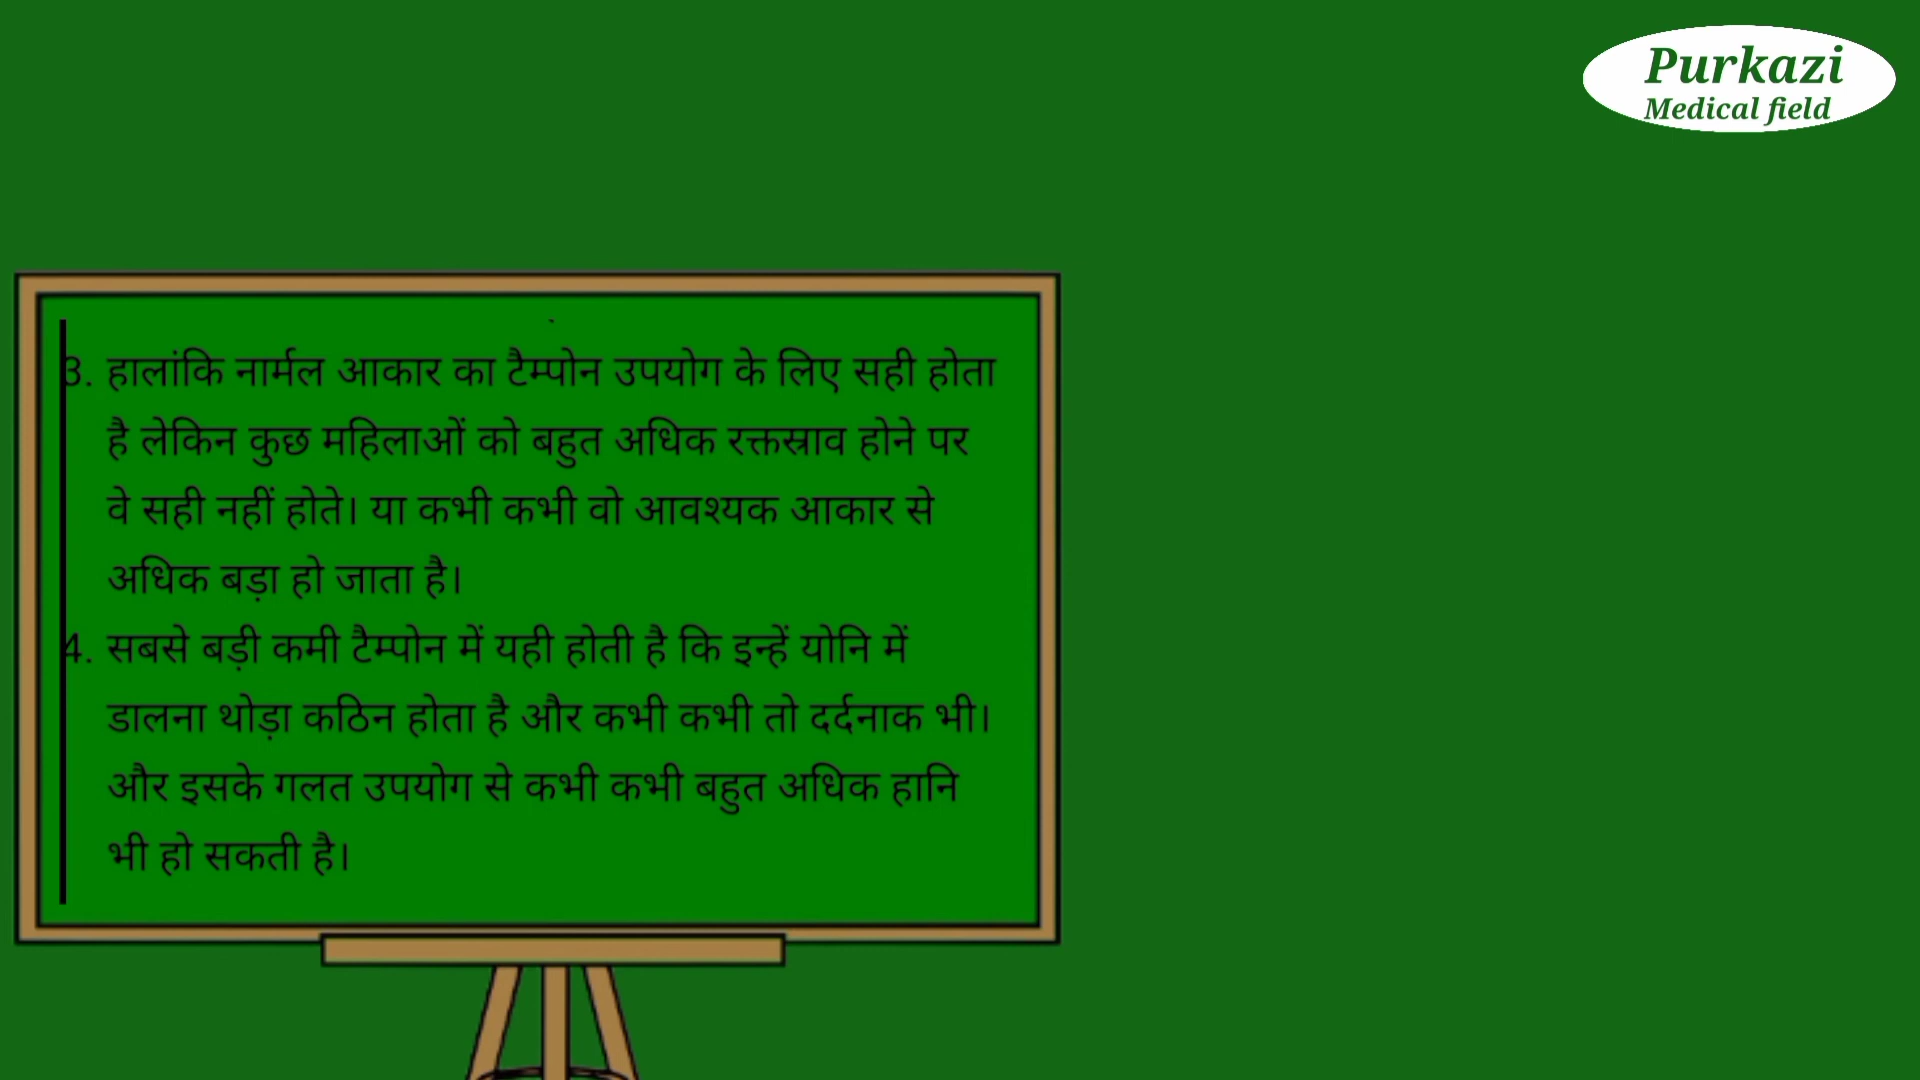 Purkazi
Medical field
3. हालांकि नार्मल आकार का टैम्पोन उपयोग के लिए सही होता
है लेकिन कुछ महिलाओं को बहुत अधिक रक्तस्राव होने पर
वे सही नहीं होते। या कभी कभी वो आवश्यक आकार से
अधिक बड़ा हो जाता है।
4. सबसे बड़ी कमी टैम्पोन में यही होती है कि इन्हें योनि में
डालना थोड़ा कठिन होता है और कभी कभी तो दर्दनाक भी।
और इसके गलत उपयोग से कभी कभी बहुत अधिक हानि
भी हो सकती है।